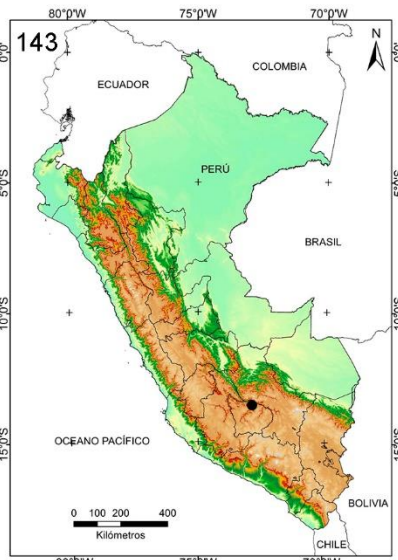 80°0'W 75°0'W 70°0'W
143
N
0°0' 0°0'
COLOMBIA
ECUADOR
PERÚ
5°0'S 5°0'S
BRASIL
10°0'S 10°0'S
15°0'S 15°0'S
OCEANO PACÍFICO
BOLIVIA
0 100 200 400
Kilómetros
CHILE